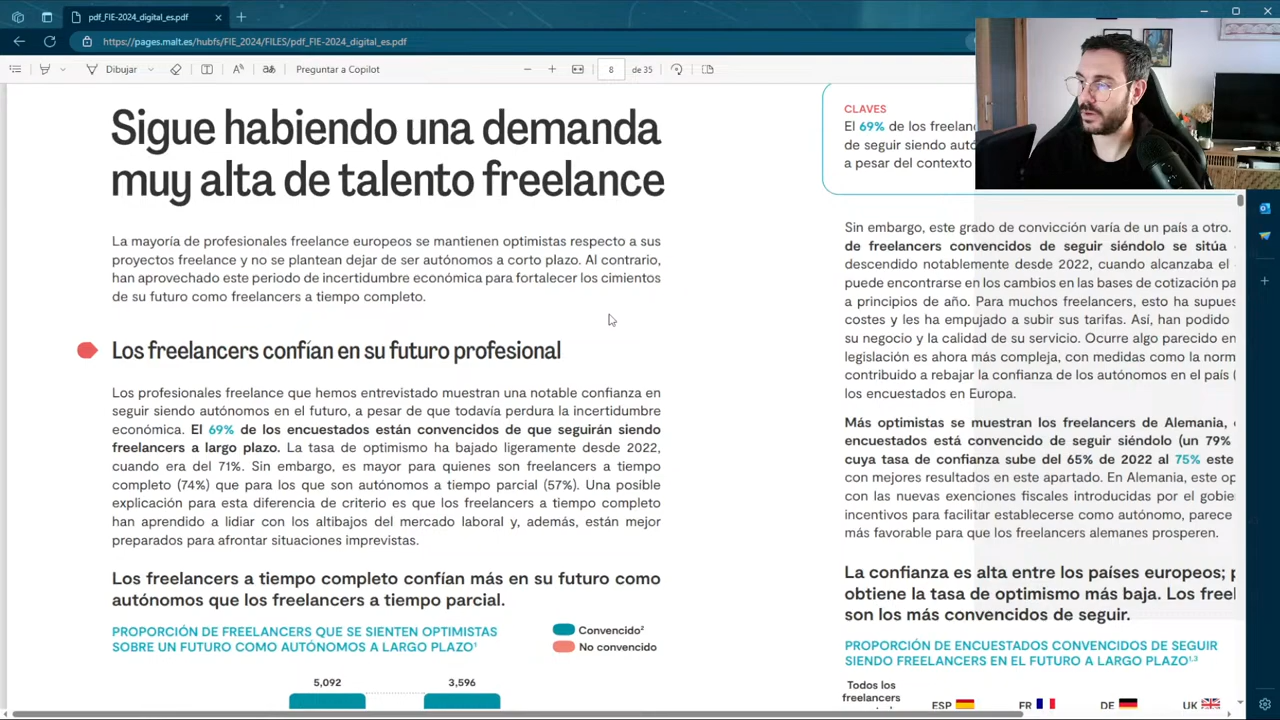 pdf_FIE-2024_digital_es.pdf
https://pages.malt.es/hubfs/FIE_2024/FILES/pdf_FIE-2024_digital_es.pdf
Dibujar
Preguntar a Copilot
8
de 35
Sigue habiendo una demanda
muy alta de talento freelance
La mayoría de profesionales freelance europeos se mantienen optimistas respecto a sus
proyectos freelance y no se plantean dejar de ser autónomos a corto plazo. Al contrario,
han aprovechado este periodo de incertidumbre económica para fortalecer los cimientos
de su futuro como freelancers a tiempo completo.
Los freelancers confían en su futuro profesional
Los profesionales freelance que hemos entrevistado muestran una notable confianza en
seguir siendo autónomos en el futuro, a pesar de que todavía perdura la incertidumbre
económica. El 69% de los encuestados están convencidos de que seguirán siendo
freelancers a largo plazo. La tasa de optimismo ha bajado ligeramente desde 2022,
cuando era del 71%. Sin embargo, es mayor para quienes son freelancers a tiempo
completo (74%) que para los que son autónomos a tiempo parcial (57%). Una posible
explicación para esta diferencia de criterio es que los freelancers a tiempo completo
han aprendido a lidiar con los altibajos del mercado laboral y, además, están mejor
preparados para afrontar situaciones imprevistas.
Los freelancers a tiempo completo confían más en su futuro como
autónomos que los freelancers a tiempo parcial.
PROPORCIÓN DE FREELANCERS QUE SE SIENTEN OPTIMISTAS
SOBRE UN FUTURO COMO AUTÓNOMOS A LARGO PLAZO¹
Convencido²
No convencido
5,092
3,596
CLAVES
El 69% de los
de seguir siendo
a pesar del contexto
Sin embargo, este grado de convicción varía de un país a otro.
de freelancers convencidos de seguir siéndolo se sitúa
descendido notablemente desde 2022, cuando alcanzaba el
puede encontrarse en los cambios en las bases de cotización
a principios de año. Para muchos freelancers, esto ha
costes y les ha empujado a subir sus tarifas. Así, han podido
su negocio y la calidad de su servicio. Ocurre algo parecido en
legislación es ahora más compleja, con medidas como la
contribuido a rebajar la confianza de los autónomos en el país (
los encuestados en Europa.
Más optimistas se muestran los freelancers de Alemania,
encuestados está convencido de seguir siéndolo (un 79%
cuya tasa de confianza sube del 65% de 2022 al 75% este
con mejores resultados en este apartado. En Alemania, este
con las nuevas exenciones fiscales introducidas por el
incentivos para facilitar establecerse como autónomo, parece
más favorable para que los freelancers alemanes prosperen.
La confianza es alta entre los países europeos;
obtiene la tasa de optimismo más baja. Los
son los más convencidos de seguir.
PROPORCIÓN DE ENCUESTADOS CONVENCIDOS DE SEGUIR
SIENDO FREELANCERS EN EL FUTURO A LARGO PLAZO¹,³
Todos los
freelancers
ESP
FR
DE
UK